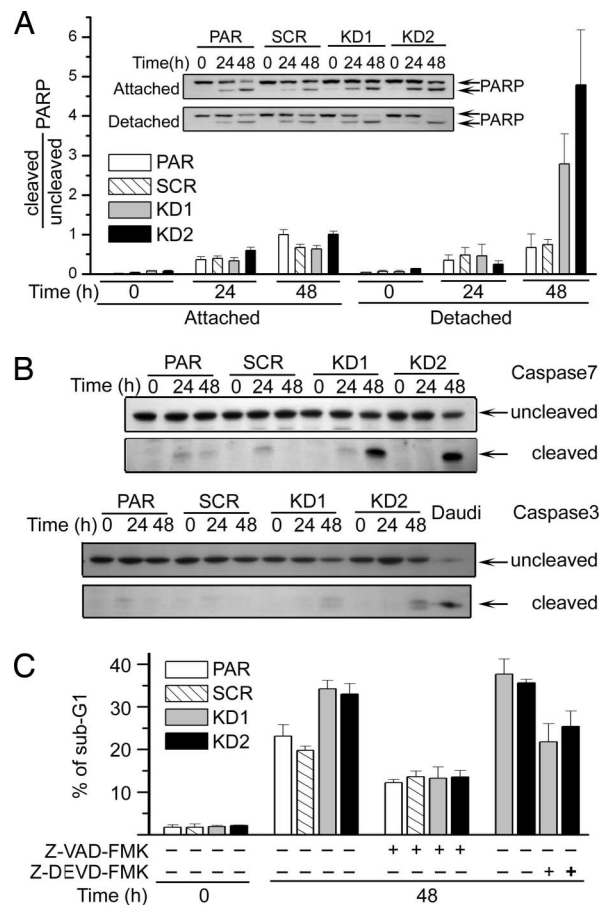 A
PAR SCR KD1 KD2
Time(h) 0 24 48 0 24 48 0 24 48 0 24 48
Attached PARP
Detached PARP
cleaved
uncleaved
PARP
6
5
4
3
2
1
0
PAR
SCR
KD1
KD2
Time (h) 0 24 48 0 24 48
Attached Detached
B
PAR SCR KD1 KD2 Caspase7
Time (h) 0 24 48 0 24 48 0 24 48 0 24 48
uncleaved
cleaved
PAR SCR KD1 KD2 Daudi Caspase3
Time (h) 0 24 48 0 24 48 0 24 48 0 24 48
uncleaved
cleaved
C
% of sub-G1
40
30
20
10
PAR
SCR
KD1
KD2
Z-VAD-FMK – – – – – – – – + + + + – – – –
Z-DEVD-FMK – – – – – – – – – – – – – – + +
Time (h) 0 48